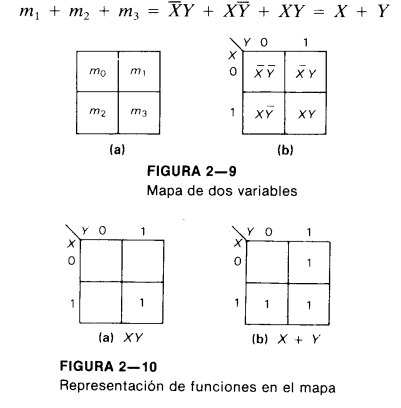 m₁ + m₂ + m₃ = X̅Y + XY̅ + XY = X + Y
Y 0 1
X
0 m₀ m₁ X̅ Y̅ X̅ Y
1 m₂ m₃ XY̅ XY
(a) (b)
FIGURA 2—9
Mapa de dos variables
Y 0 1 Y 0 1
X X
0 0 1
1 1 1 1 1
(a) XY (b) X + Y
FIGURA 2—10
Representación de funciones en el mapa